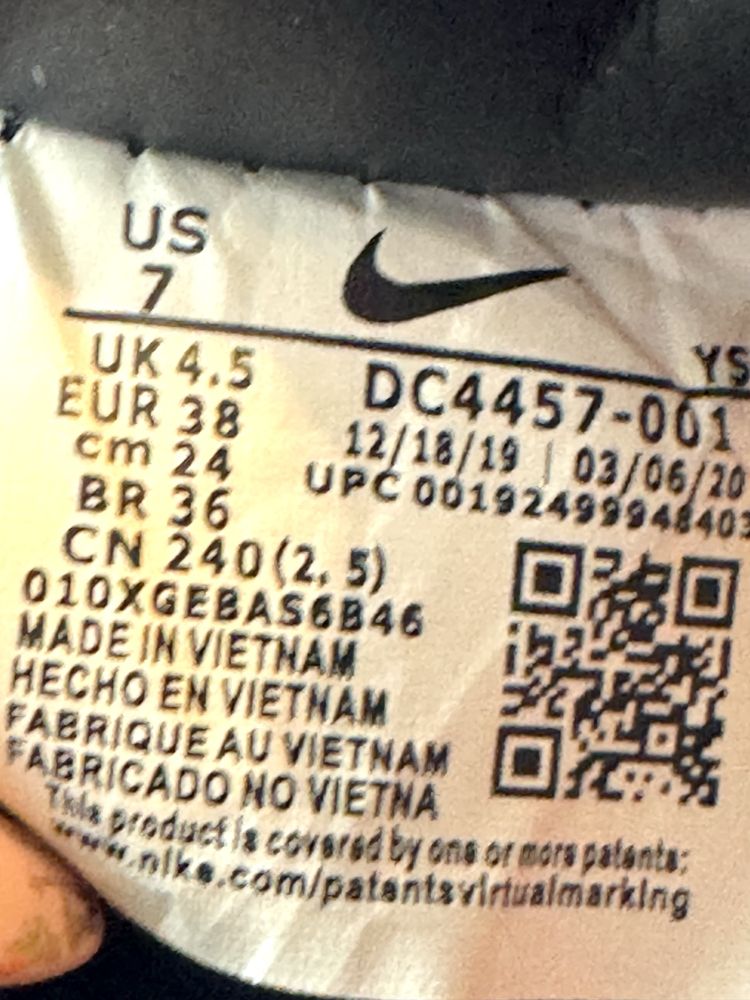 US
7
UK 4.5
EUR 38
cm 24
BR 36
CN 240(2, 5)
YS
DC4457-001
12/18/19 | 03/06/20
UPC 00192499948403
010XGEBAS6B46
MADE IN VIETNAM
HECHO EN VIETNAM
FABRIQUE AU VIETNAM
FABRICADO NO VIETNA
This product is covered by one or more patents:
www.nike.com/patentsvirtualmarking